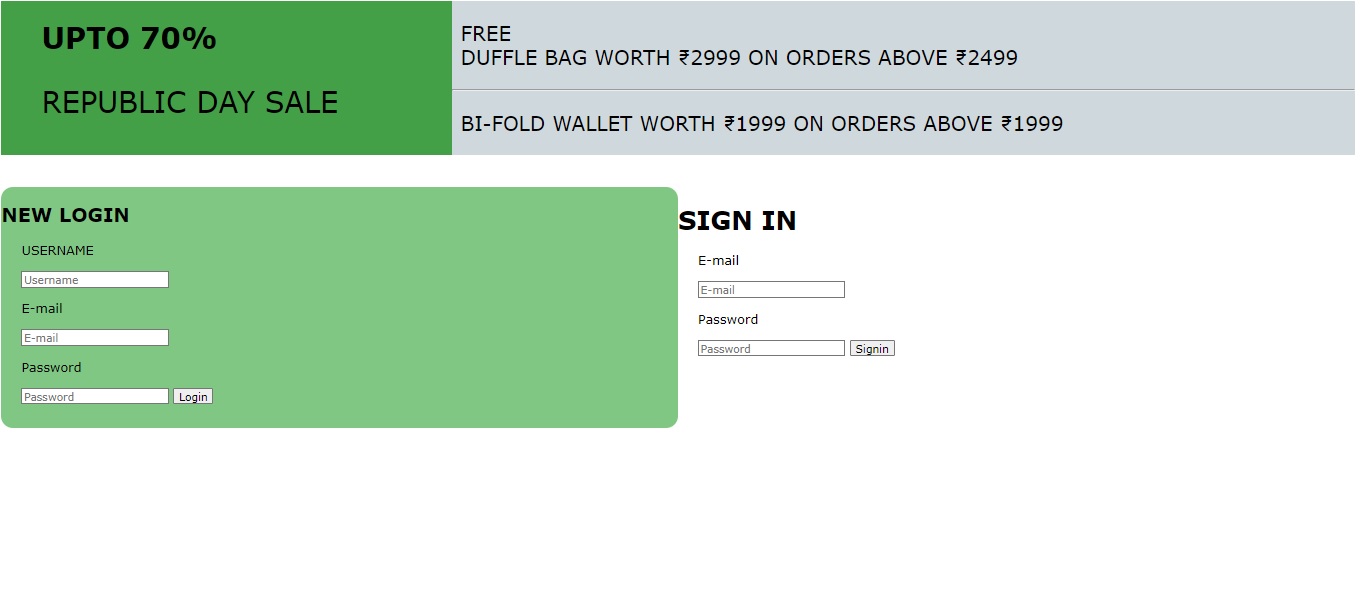 UPTO 70%
REPUBLIC DAY SALE
FREE
DUFFLE BAG WORTH ₹2999 ON ORDERS ABOVE ₹2499
BI-FOLD WALLET WORTH ₹1999 ON ORDERS ABOVE ₹1999
NEW LOGIN
USERNAME
Username
E-mail
E-mail
Password
Password Login
SIGN IN
E-mail
E-mail
Password
Password Signin